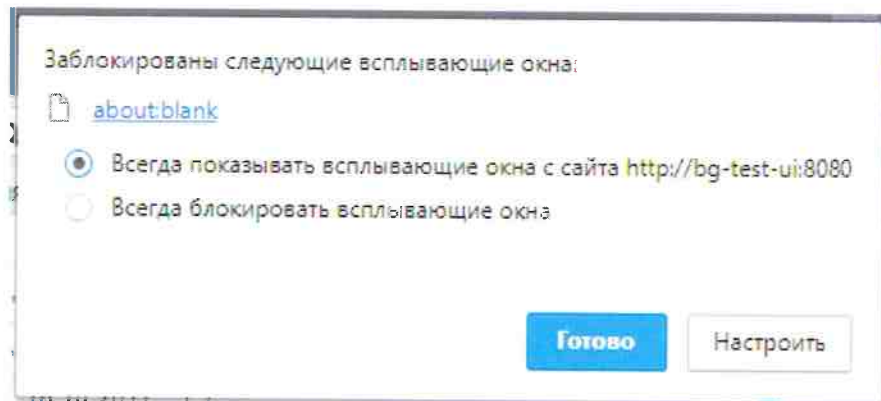 Заблокированы следующие всплывающие окна:
about:blank
Всегда показывать всплывающие окна с сайта http://bg-test-ui:8080
Всегда блокировать всплывающие окна
Готово
Настроить